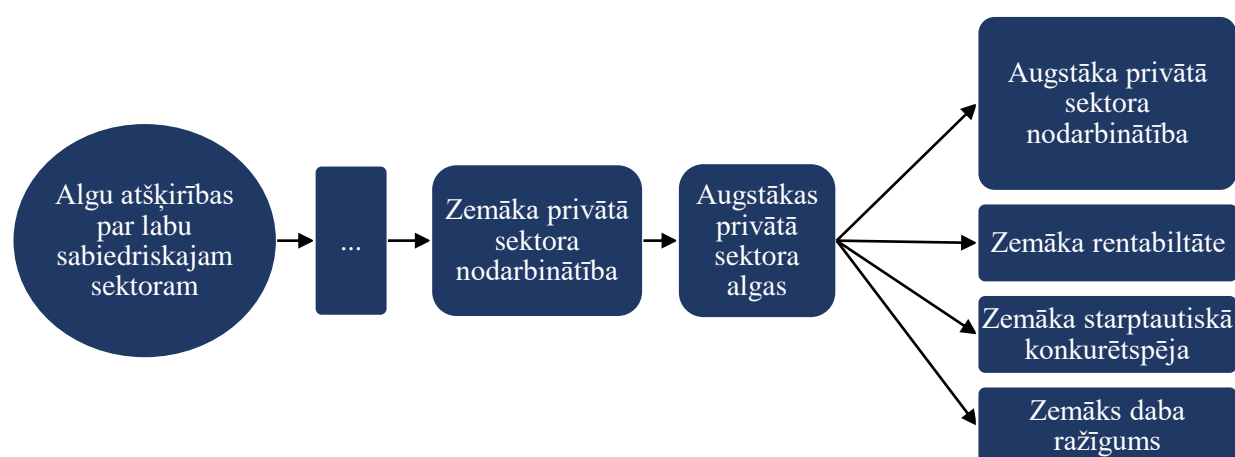 Algu atšķirības
par labu
sabiedriskajam
sektoram
...
Zemāka privātā
sektora
nodarbinātība
Augstākas
privātā
sektora
algas
Augstāka privātā
sektora
nodarbinātība
Zemāka rentabiltāte
Zemāka starptautiskā
konkurētspēja
Zemāks daba
ražīgums